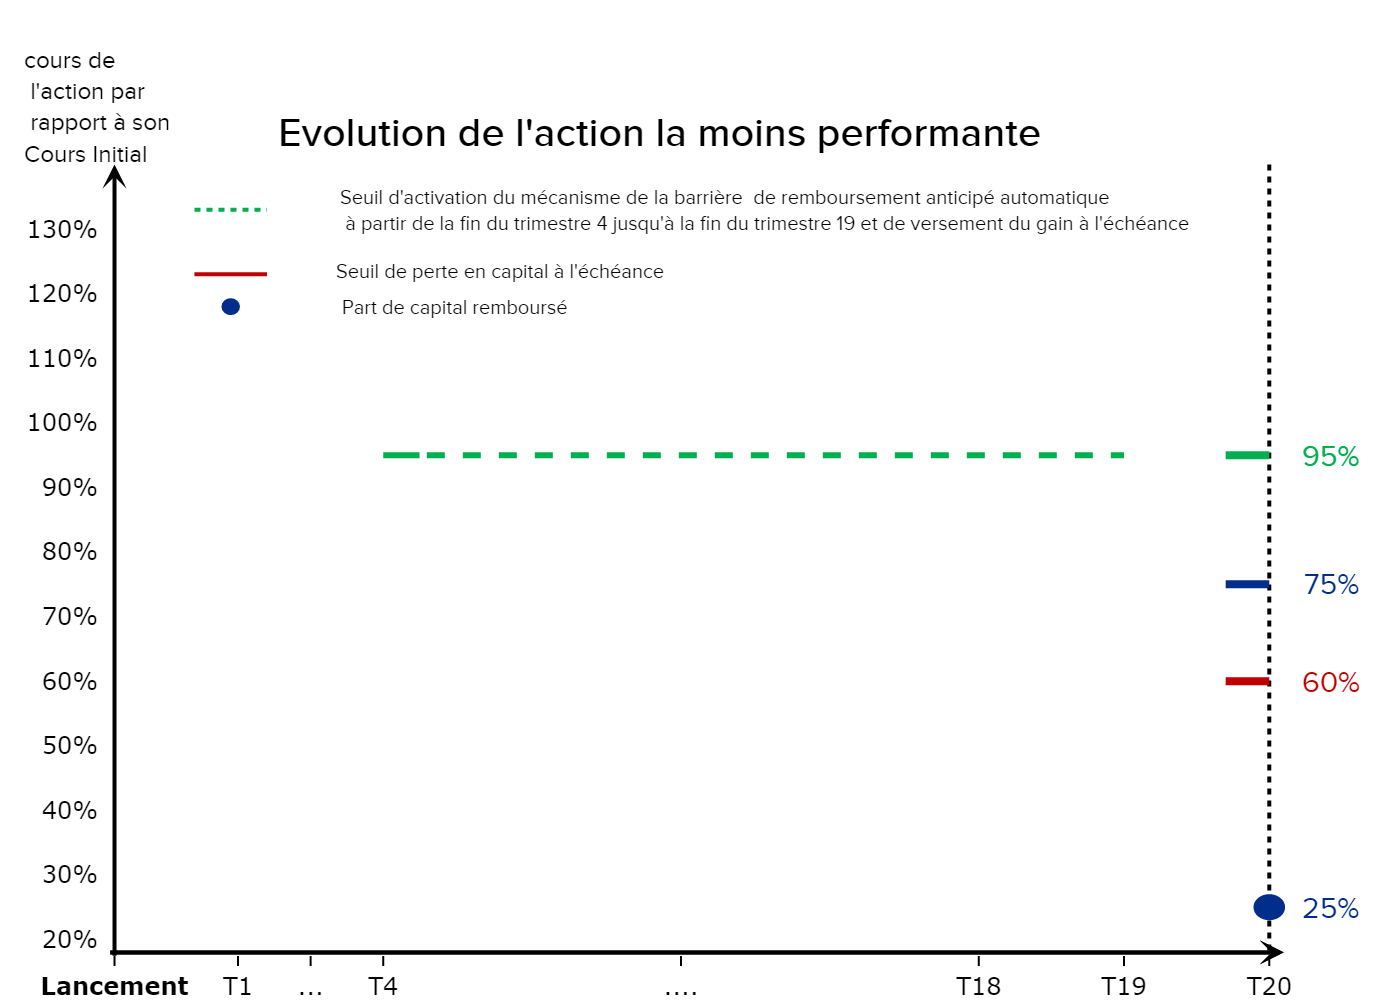 cours de
l'action par
rapport à son
Cours Initial
Evolution de l'action la moins performante
Seuil d'activation du mécanisme de la barrière  de remboursement anticipé automatique
à partir de la fin du trimestre 4 jusqu'à la fin du trimestre 19 et de versement du gain à l'échéance
Seuil de perte en capital à l'échéance
Part de capital remboursé
130%
120%
110%
100%
90%
80%
70%
60%
50%
40%
30%
20%
95%
75%
60%
25%
Lancement T1 ... T4 .... T18 T19 T20